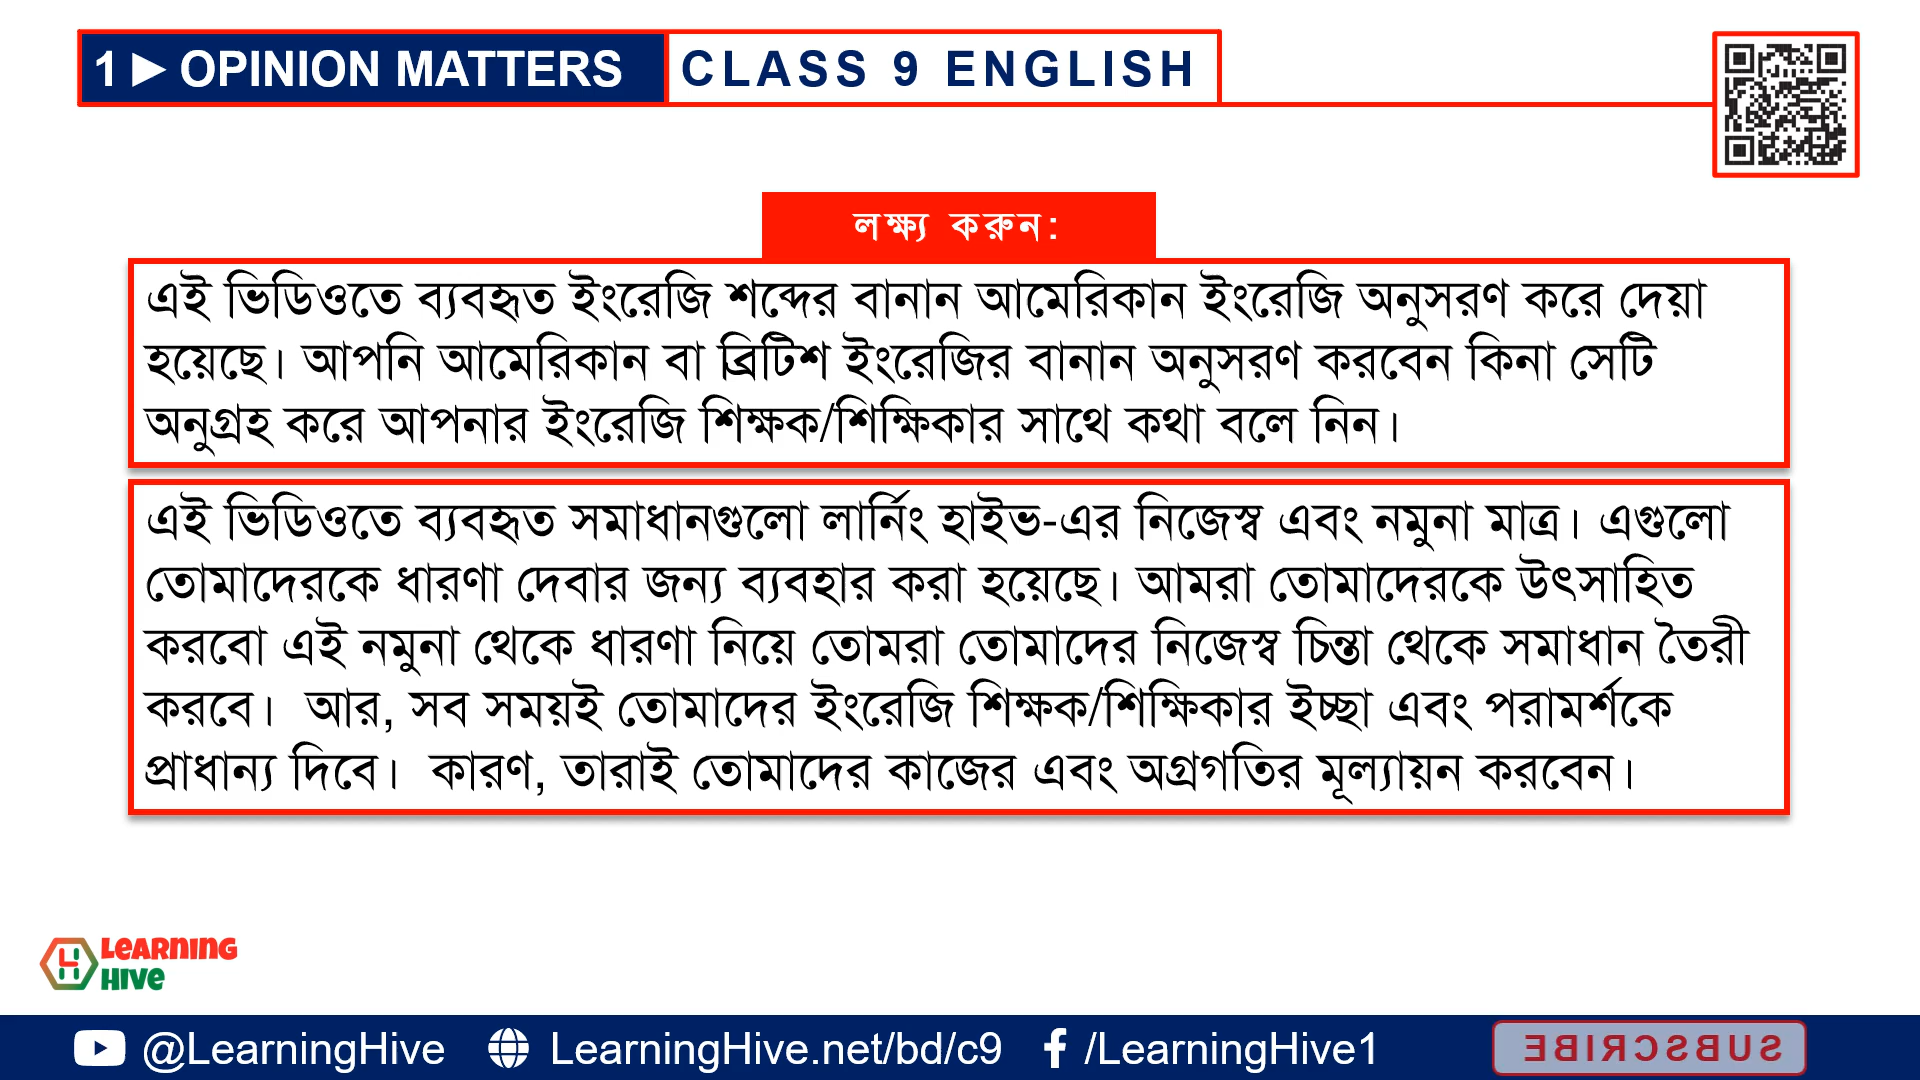 1►OPINION MATTERS CLASS 9 ENGLISH
লক্ষ্য করুন:
এই ভিডিওতে ব্যবহৃত ইংরেজি শব্দের বানান আমেরিকান ইংরেজি অনুসরণ করে দেয়া
হয়েছে। আপনি আমেরিকান বা ব্রিটিশ ইংরেজির বানান অনুসরণ করবেন কিনা সেটি
অনুগ্রহ করে আপনার ইংরেজি শিক্ষক/শিক্ষিকার সাথে কথা বলে নিন।
এই ভিডিওতে ব্যবহৃত সমাধানগুলো লার্নিং হাইভ-এর নিজেস্ব এবং নমুনা মাত্র। এগুলো
তোমাদেরকে ধারণা দেবার জন্য ব্যবহার করা হয়েছে। আমরা তোমাদেরকে উৎসাহিত
করবো এই নমুনা থেকে ধারণা নিয়ে তোমরা তোমাদের নিজেস্ব চিন্তা থেকে সমাধান তৈরী
করবে। আর, সব সময়ই তোমাদের ইংরেজি শিক্ষক/শিক্ষিকার ইচ্ছা এবং পরামর্শকে
প্রাধান্য দিবে। কারণ, তারাই তোমাদের কাজের এবং অগ্রগতির মূল্যায়ন করবেন।
LEARNING
HIVE
@LearningHive LearningHive.net/bd/c9 /LearningHive1 SUBSCRIBE